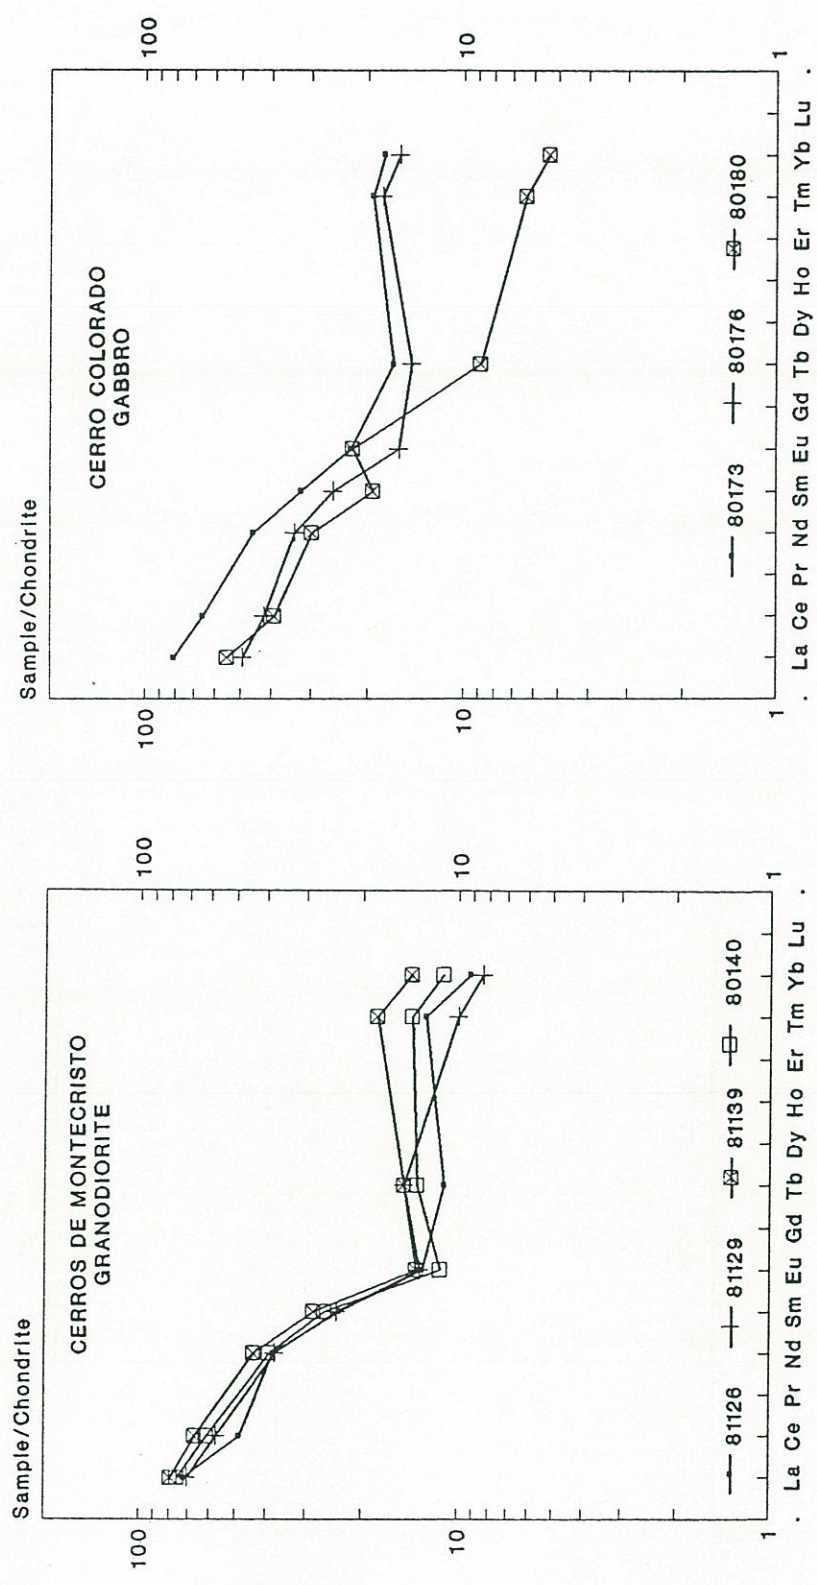 Sample/Chondrite
CERROS DE MONTECRISTO
GRANODIORITE
100
10
1
100
10
1
81126 81129 81139 80140
La Ce Pr Nd Sm Eu Gd Tb Dy Ho Er Tm Yb Lu
Sample/Chondrite
CERRO COLORADO
GABBRO
100
10
1
100
10
1
80173 80176 80180
La Ce Pr Nd Sm Eu Gd Tb Dy Ho Er Tm Yb Lu